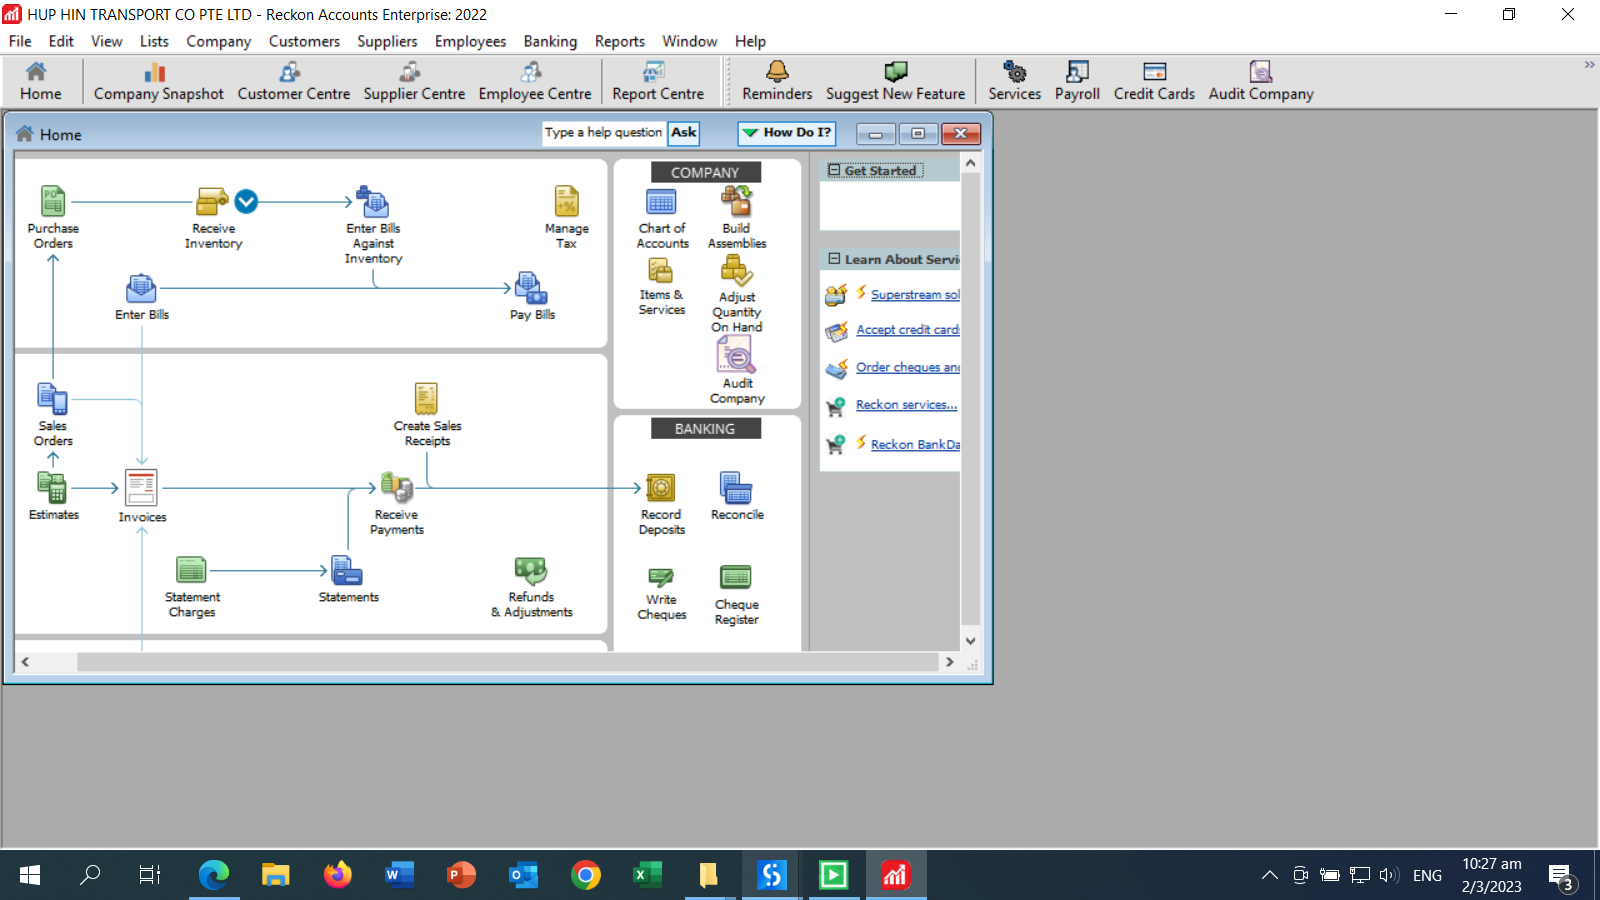 HUP HIN TRANSPORT CO PTE LTD - Reckon Accounts Enterprise: 2022
File Edit View Lists Company Customers Suppliers Employees Banking Reports Window Help
Home Company Snapshot Customer Centre Supplier Centre Employee Centre Report Centre Reminders Suggest New Feature Services Payroll Credit Cards Audit Company
Home
Type a help question
Ask
How Do I?
Purchase
Orders
Receive
Inventory
Enter Bills
Against
Inventory
Manage
Tax
Enter Bills
Pay Bills
Sales
Orders
Create Sales
Receipts
Estimates
Invoices
Receive
Payments
Statement
Charges
Statements
Refunds
& Adjustments
COMPANY
Chart of
Accounts
Build
Assemblies
Items &
Services
Adjust
Quantity
On Hand
Audit
Company
BANKING
Record
Deposits
Reconcile
Write
Cheques
Cheque
Register
Get Started
Learn About Servi
Superstream sol
Accept credit card
Order cheques and
Reckon services...
Reckon BankDa
ENG
10:27 am
2/3/2023
3